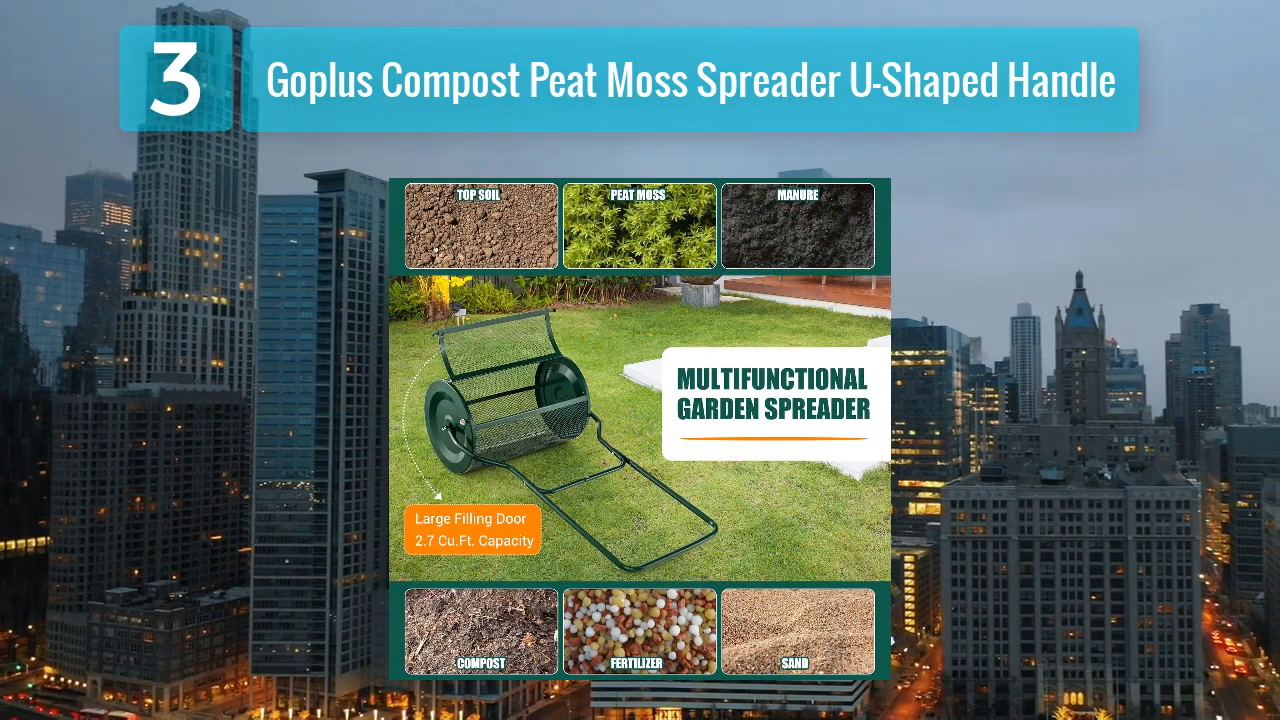 3
Goplus Compost Peat Moss Spreader U-Shaped Handle
TOP SOIL
PEAT MOSS
MANURE
MULTIFUNCTIONAL
GARDEN SPREADER
Large Filling Door
2.7 Cu.Ft. Capacity
COMPOST
FERTILIZER
SAND